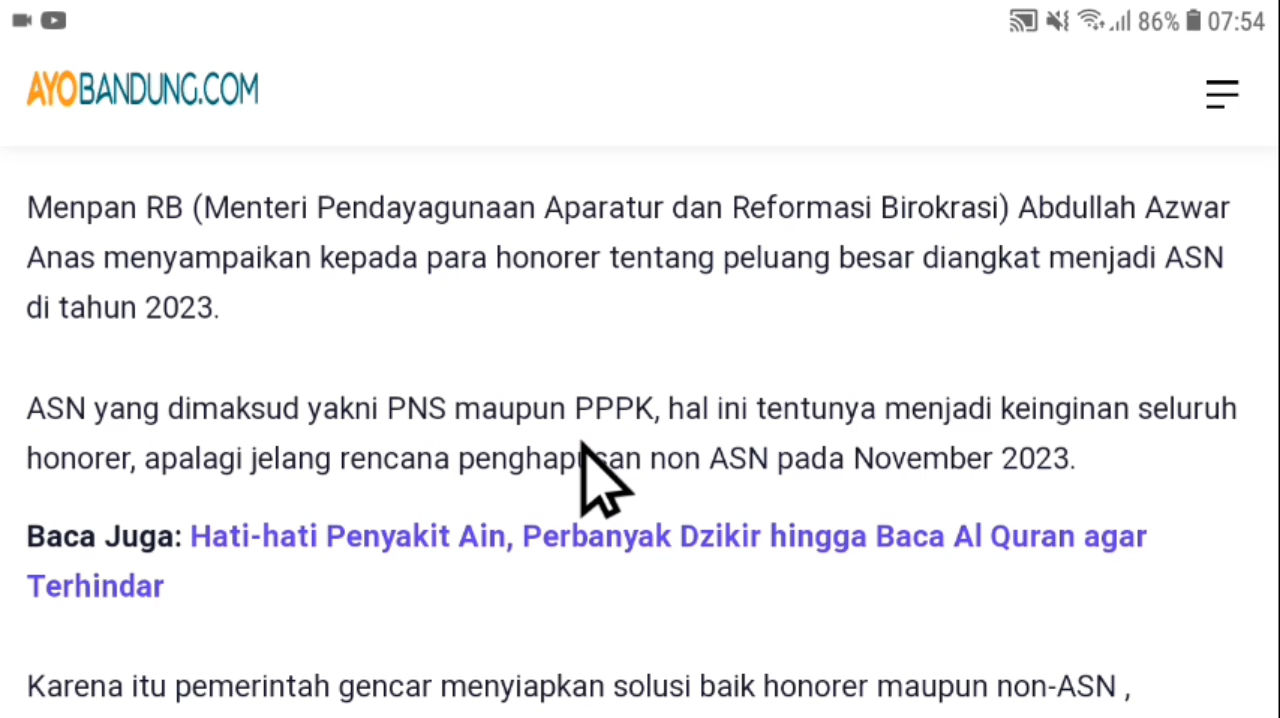 86% 07:54
AYOBANDUNG.COM
Menpan RB (Menteri Pendayagunaan Aparatur dan Reformasi Birokrasi) Abdullah Azwar
Anas menyampaikan kepada para honorer tentang peluang besar diangkat menjadi ASN
di tahun 2023.
ASN yang dimaksud yakni PNS maupun PPPK, hal ini tentunya menjadi keinginan seluruh
honorer, apalagi jelang rencana penghapusan non ASN pada November 2023.
Baca Juga: Hati-hati Penyakit Ain, Perbanyak Dzikir hingga Baca Al Quran agar
Terhindar
Karena itu pemerintah gencar menyiapkan solusi baik honorer maupun non-ASN ,